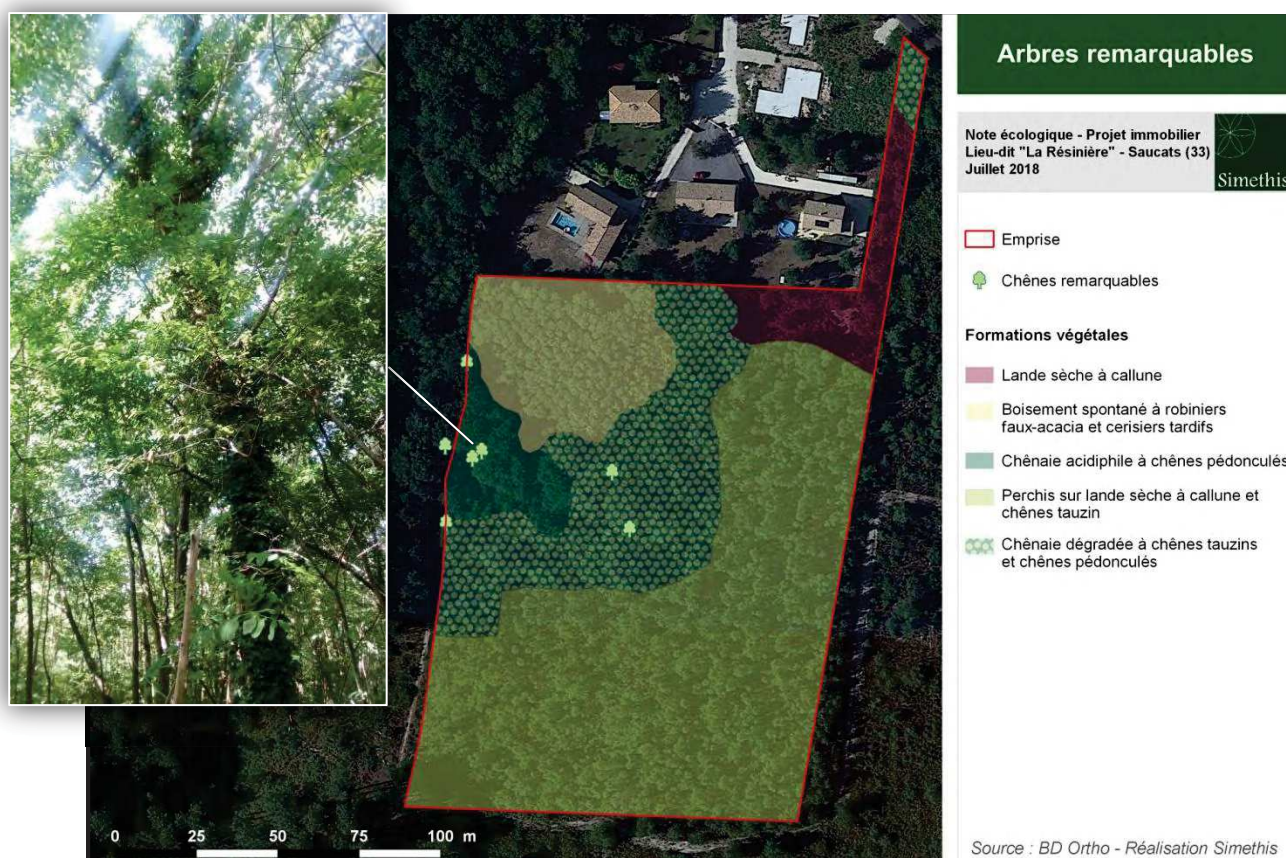 Arbres remarquables
Note écologique - Projet immobilier
Lieu-dit "La Résinière" - Saucats (33)
Juillet 2018
Simethis
Emprise
Chênes remarquables
Formations végétales
Lande sèche à callune
Boisement spontané à robiniers
faux-acacia et cerisiers tardifs
Chênaie acidiphile à chênes pédonculés
Perchis sur lande sèche à callune et
chênes tauzin
Chênaie dégradée à chênes tauzins
et chênes pédonculés
0 25 50 75 100 m
Source : BD Ortho - Réalisation Simethis